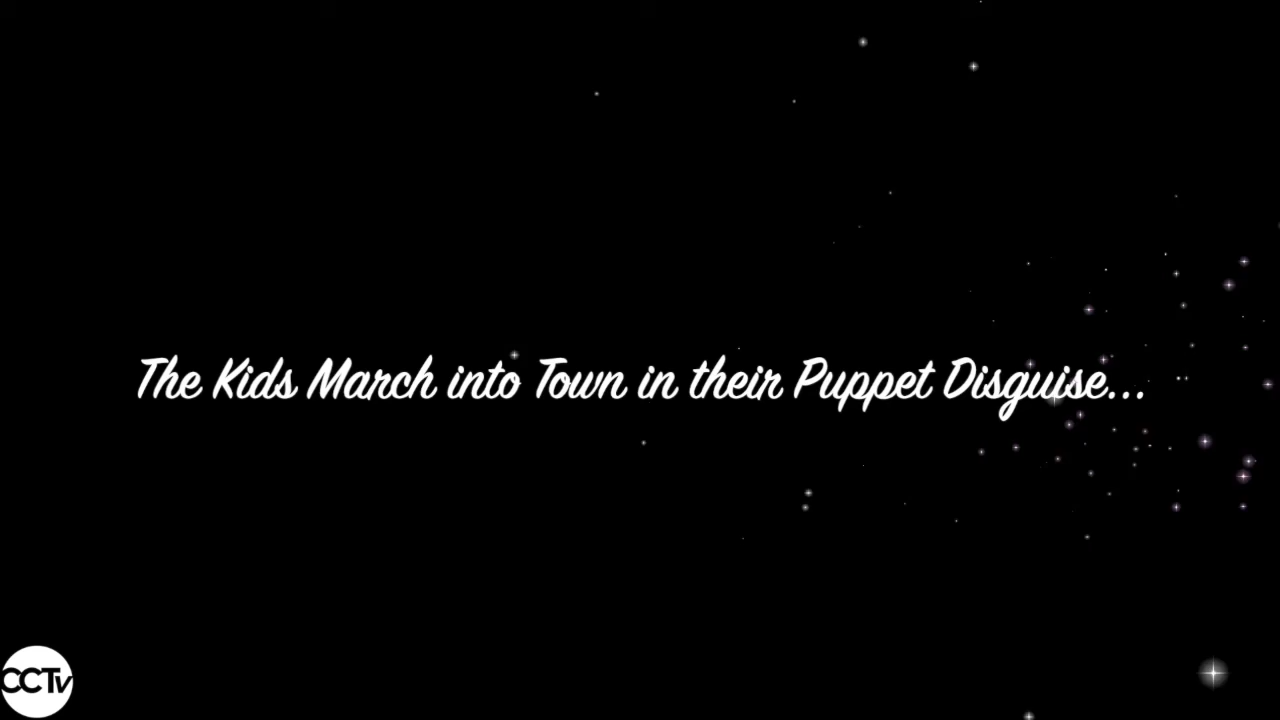 The Kids March into Town in their Puppet Disguise...
CCTv